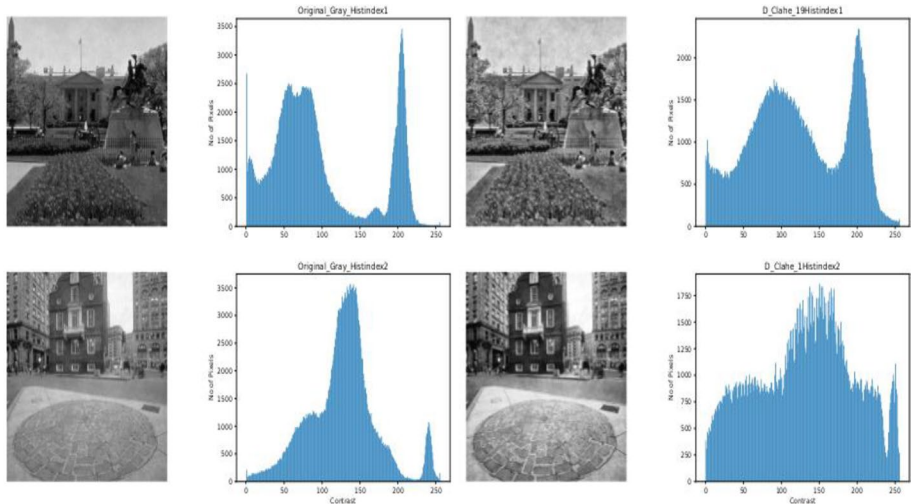 Original_Gray_Histindex1
D_Clahe_19Histindex1
3500
3000
2500
2000
1500
1000
500
0
No of Pixels
0 50 100 150 200 250
2000
1500
1000
500
0
No of Pixels
0 50 100 150 200 250
Original_Gray_Histindex2
D_Clahe_1Histindex2
3500
3000
2500
2000
1500
1000
500
0
No of Pixels
0 50 100 150 200 250
Contrast
1750
1500
1250
1000
750
500
250
0
No of Pixels
0 50 100 150 200 250
Contrast